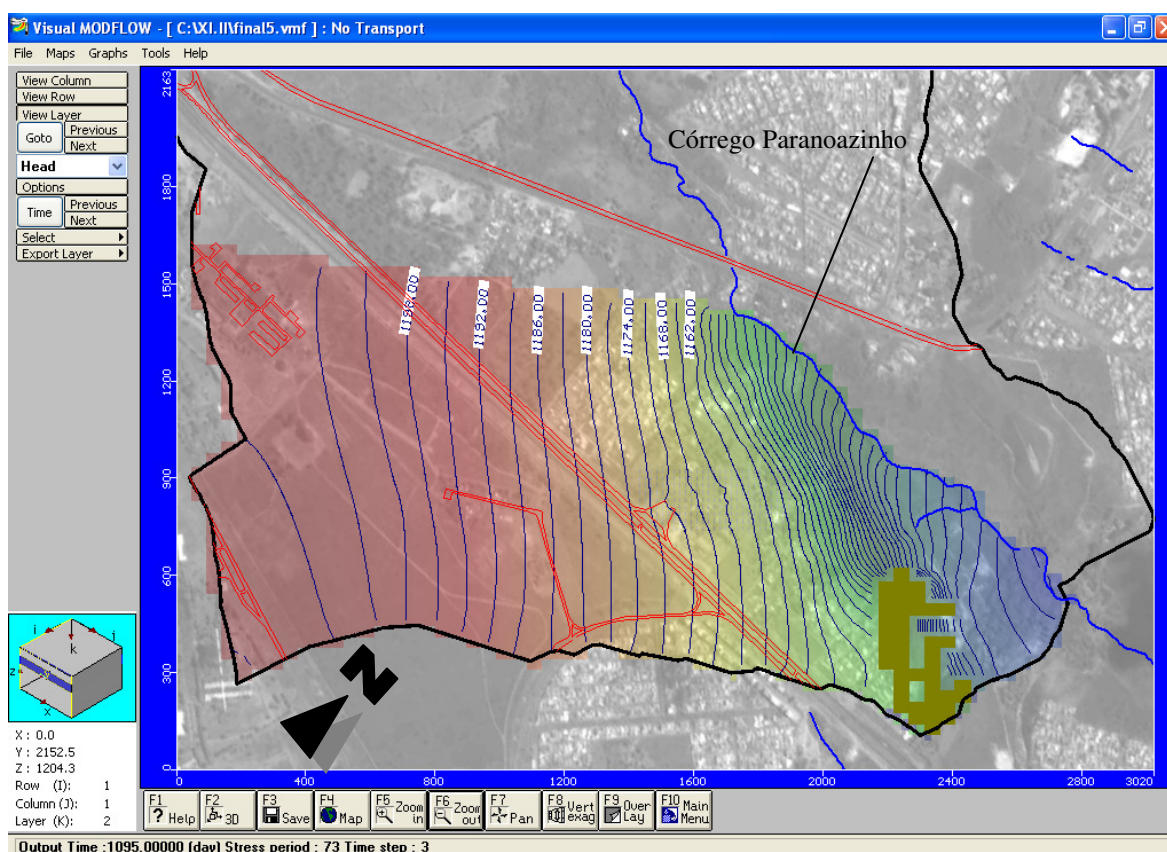 Visual MODFLOW - [ C:\XI.II\final5.vmf ] : No Transport
File Maps Graphs Tools Help
View Column
View Row
View Layer
Goto
Previous
Next
Head
Options
Time
Previous
Next
Select
Export Layer
Córrego Paranoazinho
2163
1800
1500
1200
900
600
300
0
1192.00
1186.00
1180.00
1174.00
1168.00
1162.00
N
0 400 800 1200 1600 2000 2400 2800 3020
i
j
k
z
x
X : 0.0
Y : 2152.5
Z : 1204.3
Row (I): 1
Column (J): 1
Layer (K): 2
F1 ? Help
F2 3D
F3 Save
F4 Map
F5 Zoom in
F6 Zoom out
F7 Pan
F8 Vert exag
F9 Over Lay
F10 Main Menu
Output Time :1095.00000 (day) Stress period : 73 Time step : 3